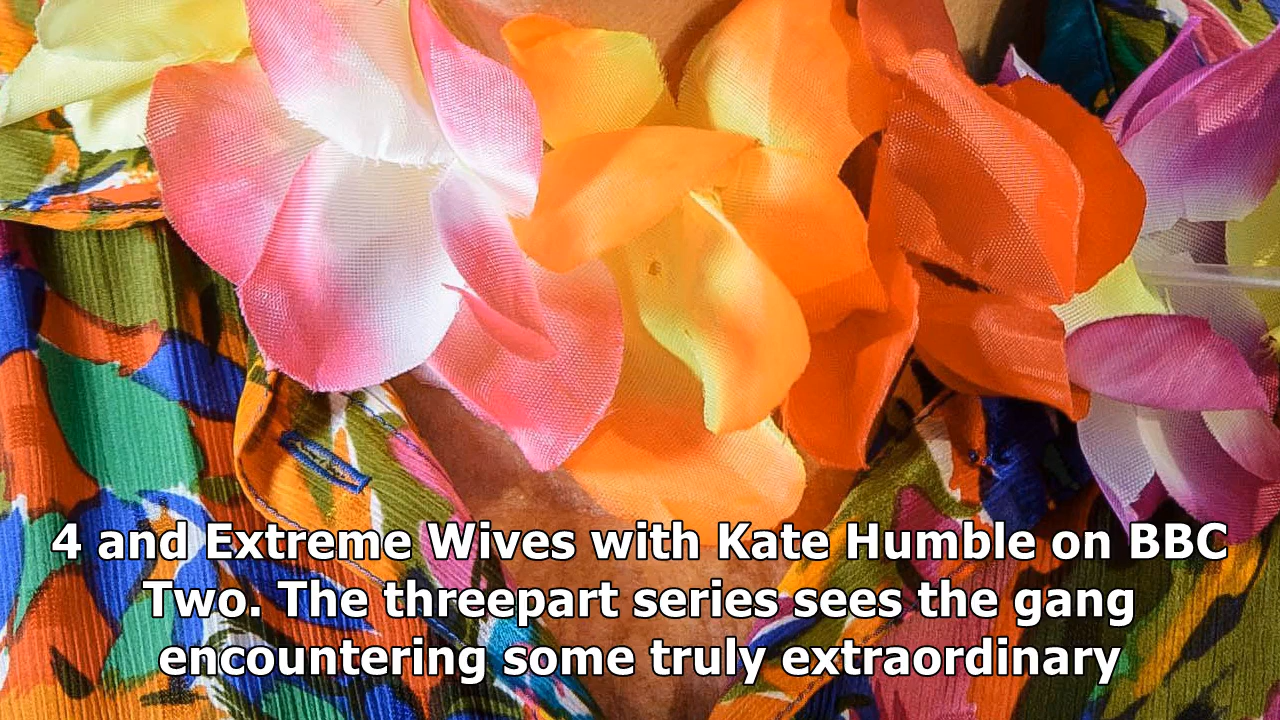 4 and Extreme Wives with Kate Humble on BBC
Two. The threepart series sees the gang
encountering some truly extraordinary